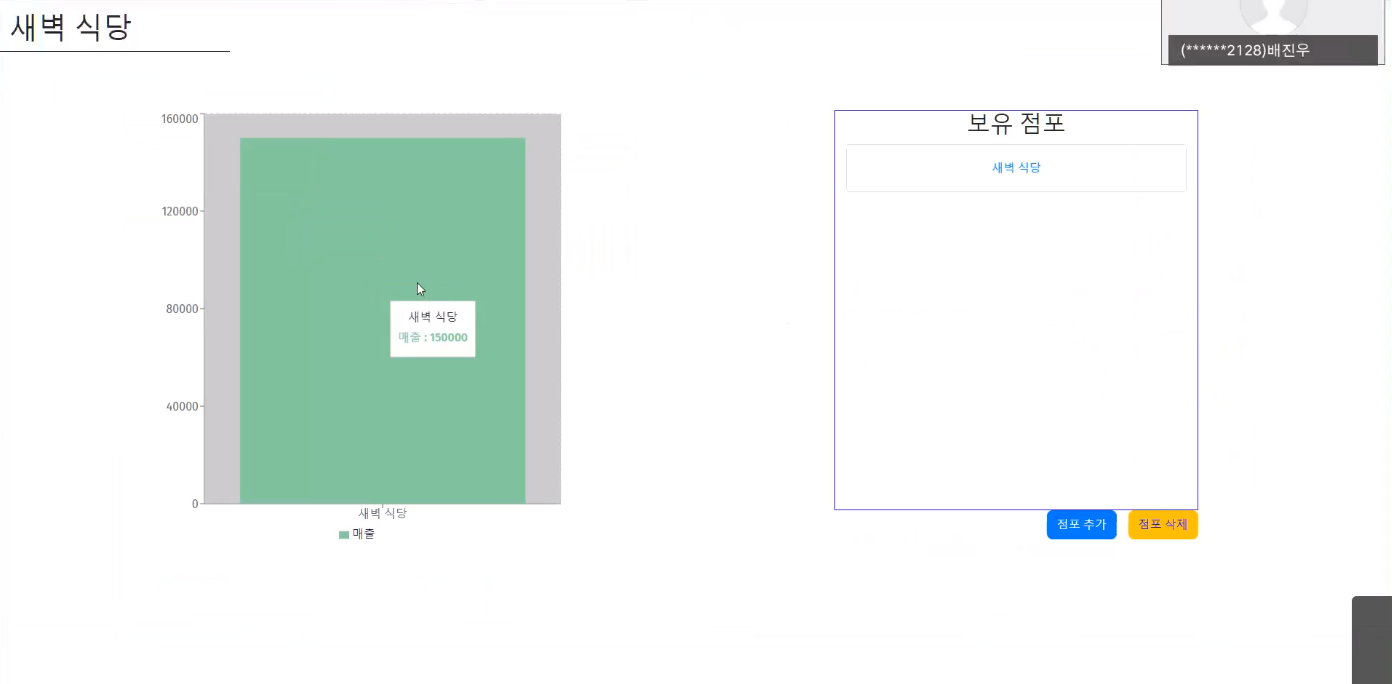 새벽 식당
(******2128)배진우
160000
120000
80000
40000
0
새벽 식당
매출 : 150000
새벽 식당
매출
보유 점포
새벽 식당
점포 추가
점포 삭제